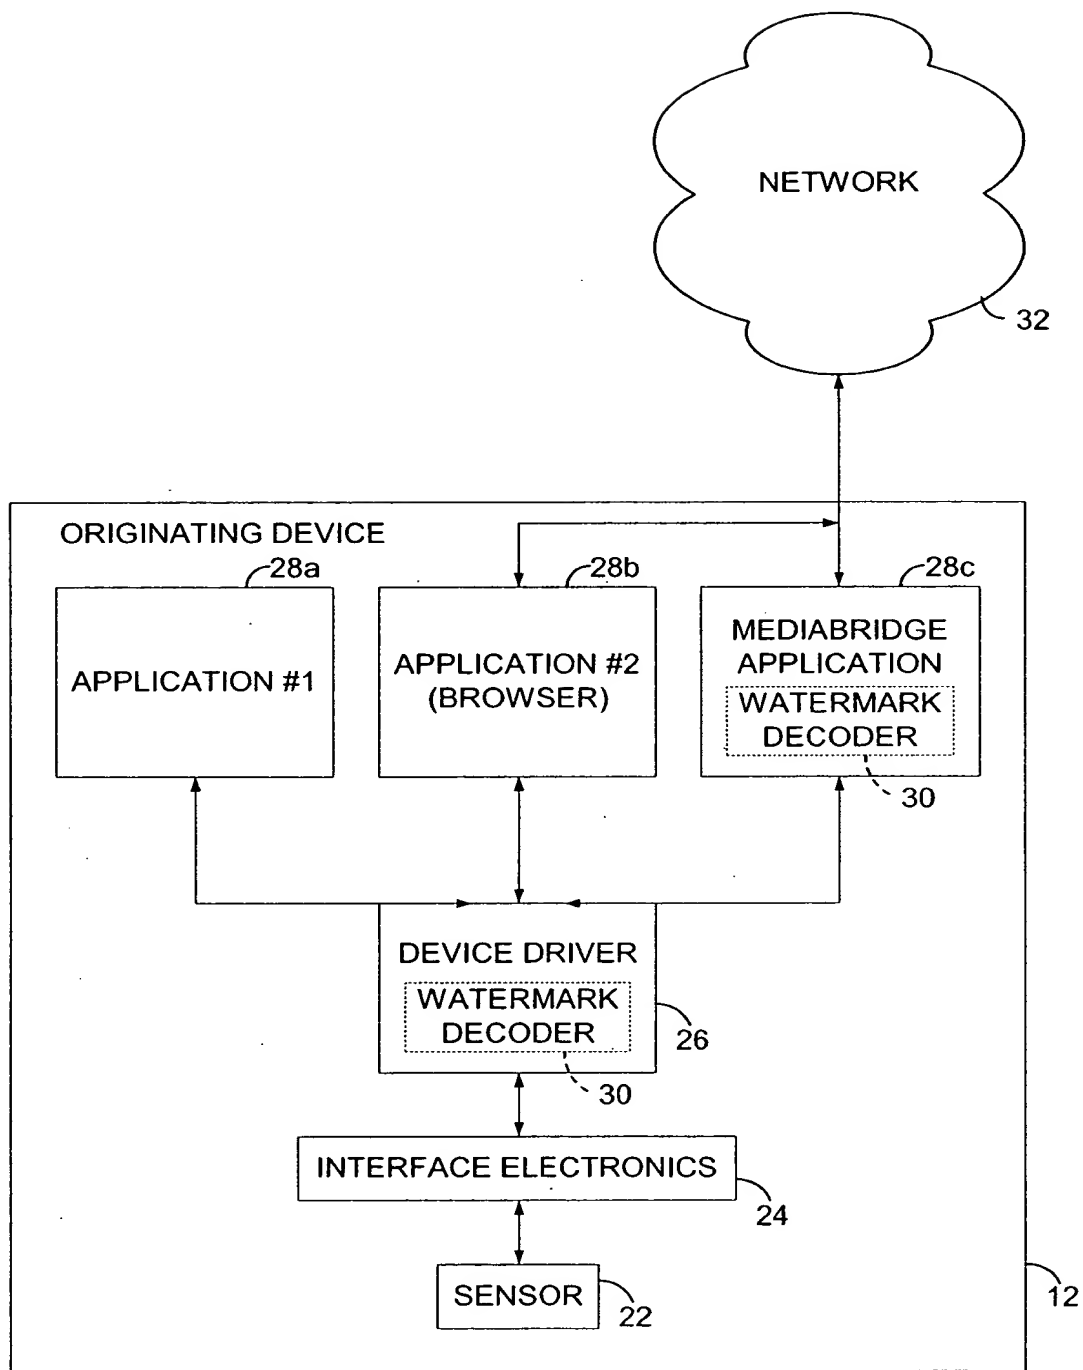 NETWORK
32
ORIGINATING DEVICE
28a
28b
28c
APPLICATION #1
APPLICATION #2
(BROWSER)
MEDIABRIDGE
APPLICATION
WATERMARK
DECODER
30
DEVICE DRIVER
WATERMARK
DECODER
26
30
INTERFACE ELECTRONICS
24
SENSOR
22
12